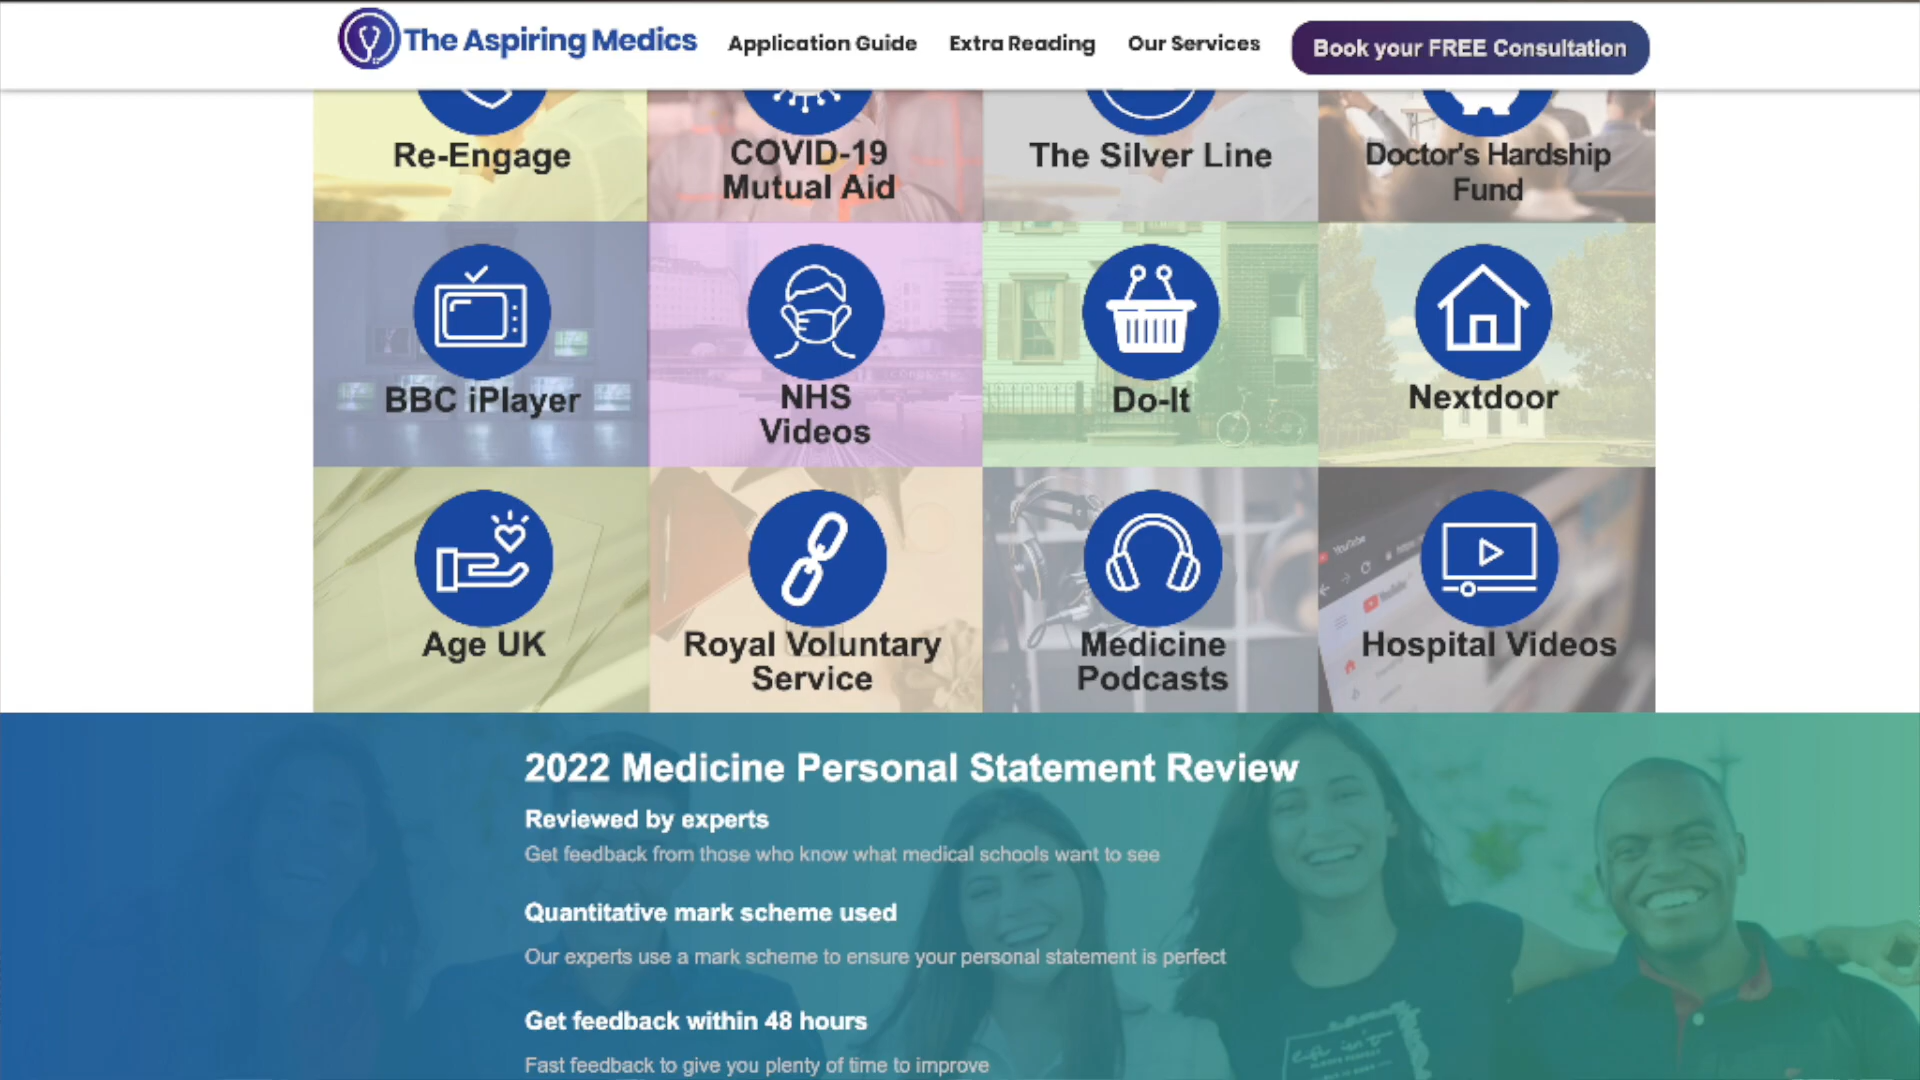 The Aspiring Medics
Application Guide
Extra Reading
Our Services
Book your FREE Consultation
Re-Engage
COVID-19
Mutual Aid
The Silver Line
Doctor's Hardship
Fund
BBC iPlayer
NHS
Videos
Do-It
Nextdoor
Age UK
Royal Voluntary
Service
Medicine
Podcasts
Hospital Videos
YouTube
YouTube
2022 Medicine Personal Statement Review
Reviewed by experts
Get feedback from those who know what medical schools want to see
Quantitative mark scheme used
Our experts use a mark scheme to ensure your personal statement is perfect
Get feedback within 48 hours
Fast feedback to give you plenty of time to improve